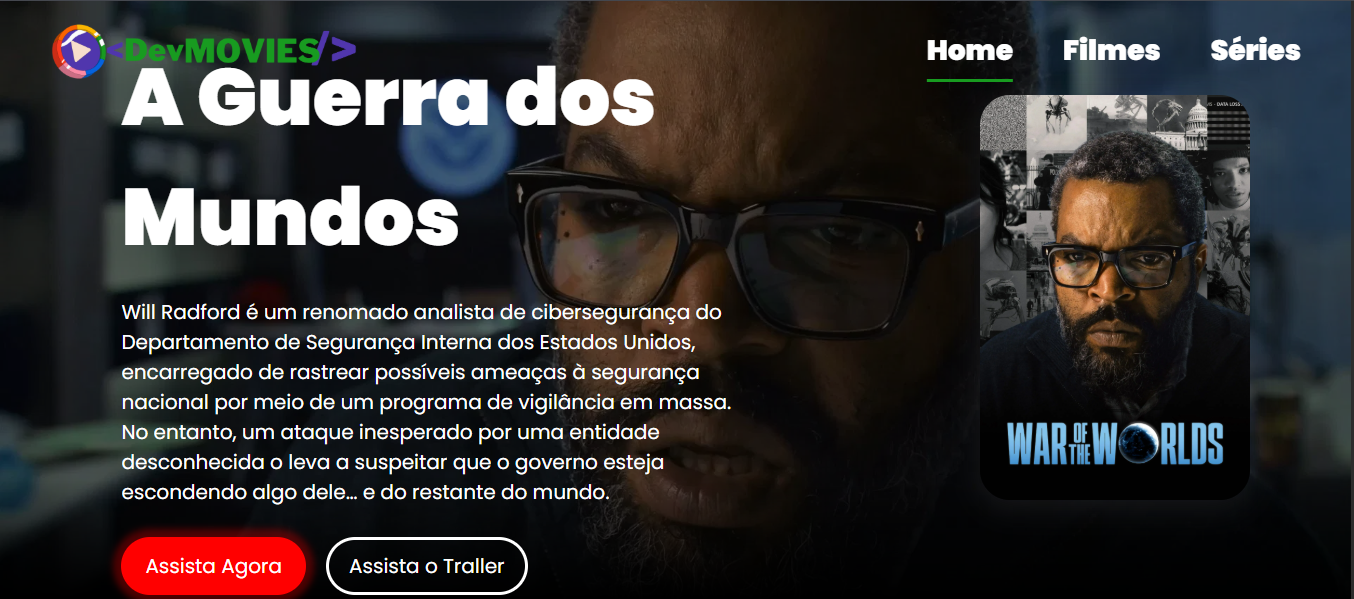 <DevMOVIES/>
Home Filmes Séries
A Guerra dos
Mundos
Will Radford é um renomado analista de cibersegurança do
Departamento de Segurança Interna dos Estados Unidos,
encarregado de rastrear possíveis ameaças à segurança
nacional por meio de um programa de vigilância em massa.
No entanto, um ataque inesperado por uma entidade
desconhecida o leva a suspeitar que o governo esteja
escondendo algo dele... e do restante do mundo.
Assista Agora Assista o Traller
DATA LOSS
WAR OF THE WORLDS